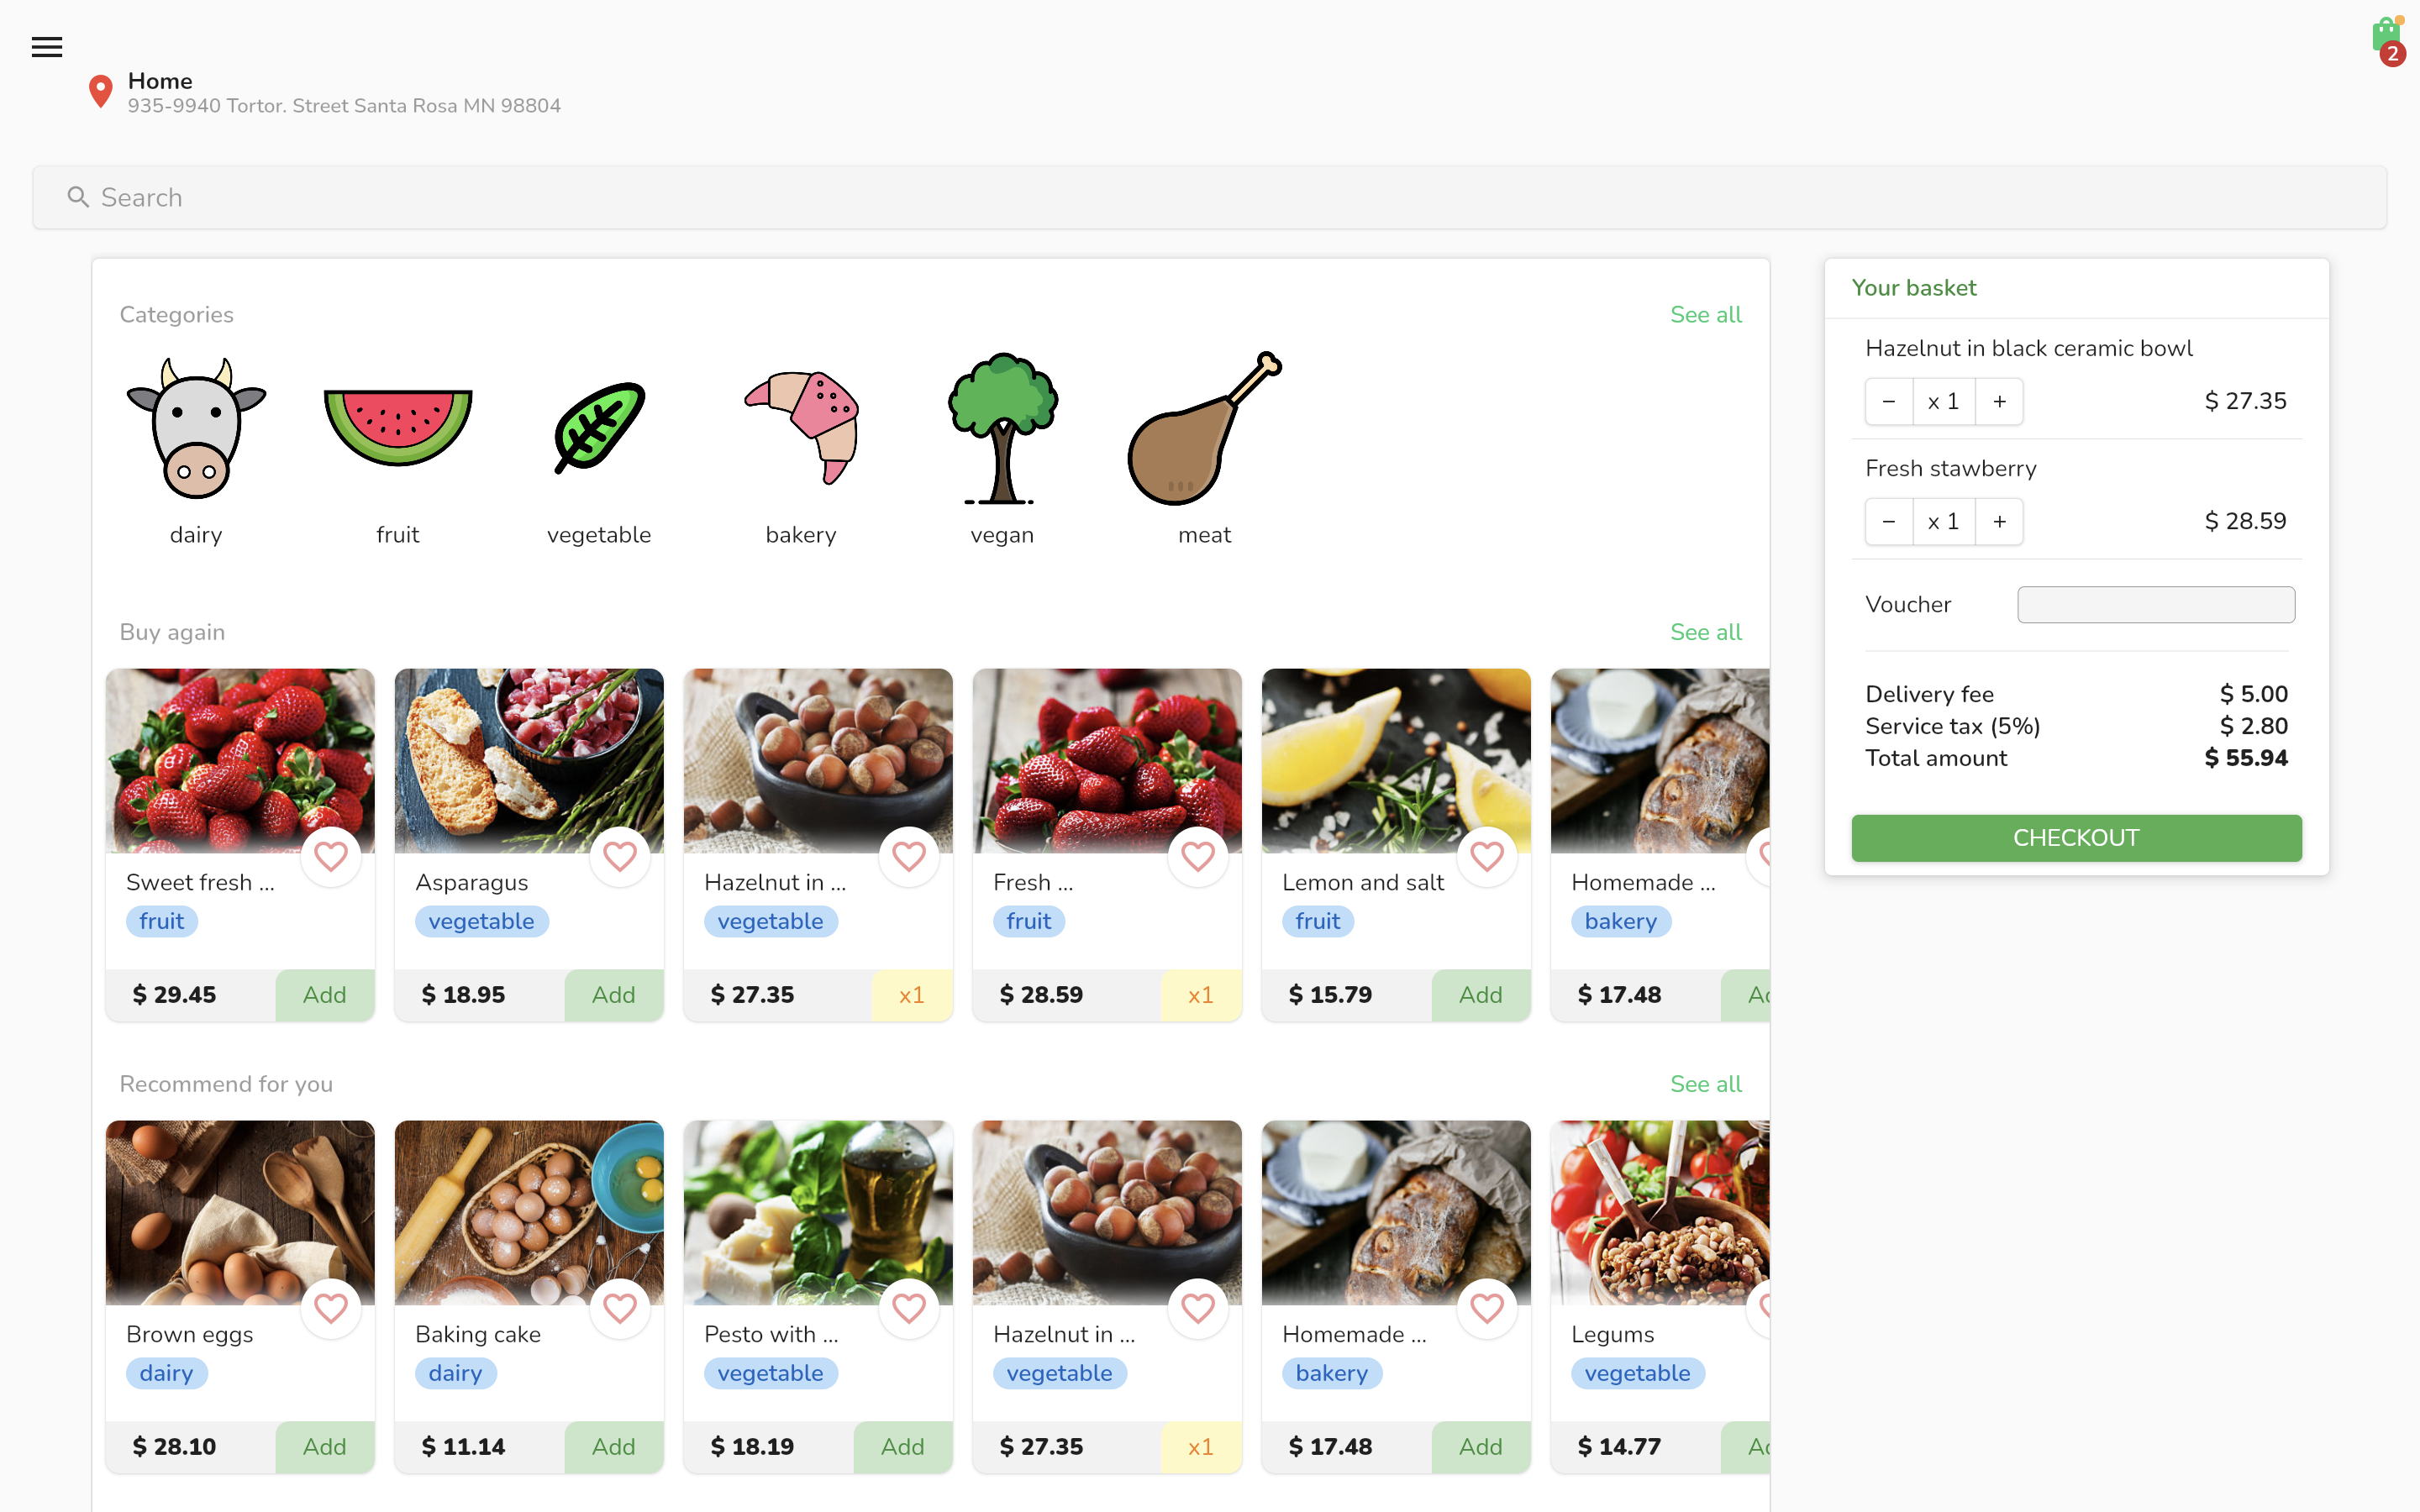 2
Home
935-9940 Tortor. Street Santa Rosa MN 98804
Search
Categories
See all
dairy
fruit
vegetable
bakery
vegan
meat
Buy again
See all
Sweet fresh ...
fruit
$ 29.45
Add
Asparagus
vegetable
$ 18.95
Add
Hazelnut in ...
vegetable
$ 27.35
x1
Fresh ...
fruit
$ 28.59
x1
Lemon and salt
fruit
$ 15.79
Add
Homemade ...
bakery
$ 17.48
Recommend for you
See all
Brown eggs
dairy
$ 28.10
Add
Baking cake
dairy
$ 11.14
Add
Pesto with ...
vegetable
$ 18.19
Add
Hazelnut in ...
vegetable
$ 27.35
x1
Homemade ...
bakery
$ 17.48
Add
Legums
vegetable
$ 14.77
Your basket
Hazelnut in black ceramic bowl
− x 1 + $ 27.35
Fresh stawberry
− x 1 + $ 28.59
Voucher
Delivery fee $ 5.00
Service tax (5%) $ 2.80
Total amount $ 55.94
CHECKOUT